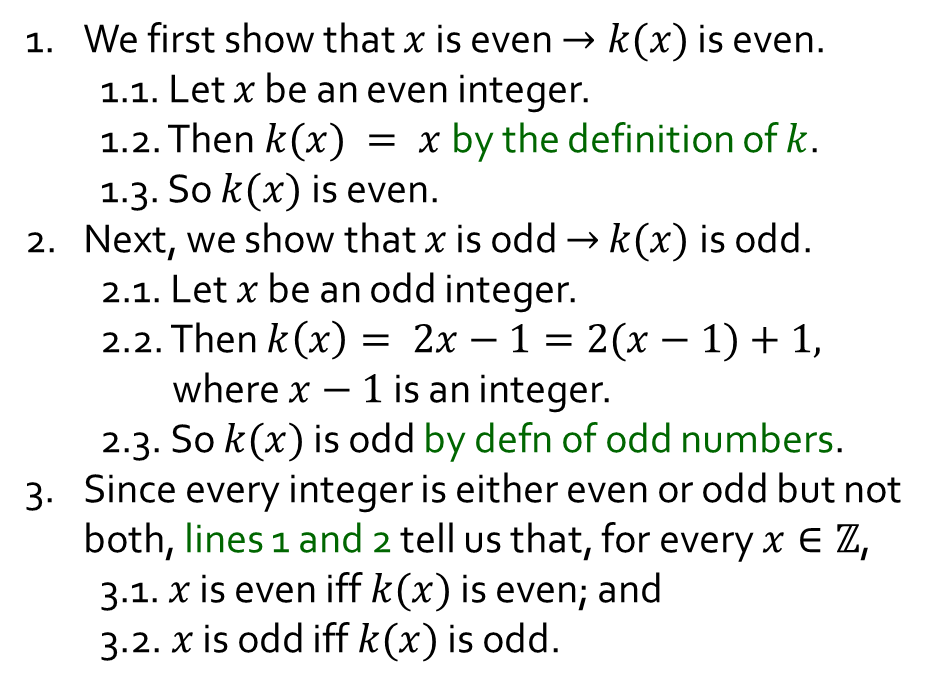 1. We first show that x is even → k(x) is even.
1.1. Let x be an even integer.
1.2. Then k(x) = x by the definition of k.
1.3. So k(x) is even.
2. Next, we show that x is odd → k(x) is odd.
2.1. Let x be an odd integer.
2.2. Then k(x) = 2x − 1 = 2(x − 1) + 1,
where x − 1 is an integer.
2.3. So k(x) is odd by defn of odd numbers.
3. Since every integer is either even or odd but not
both, lines 1 and 2 tell us that, for every x ∈ ℤ,
3.1. x is even iff k(x) is even; and
3.2. x is odd iff k(x) is odd.